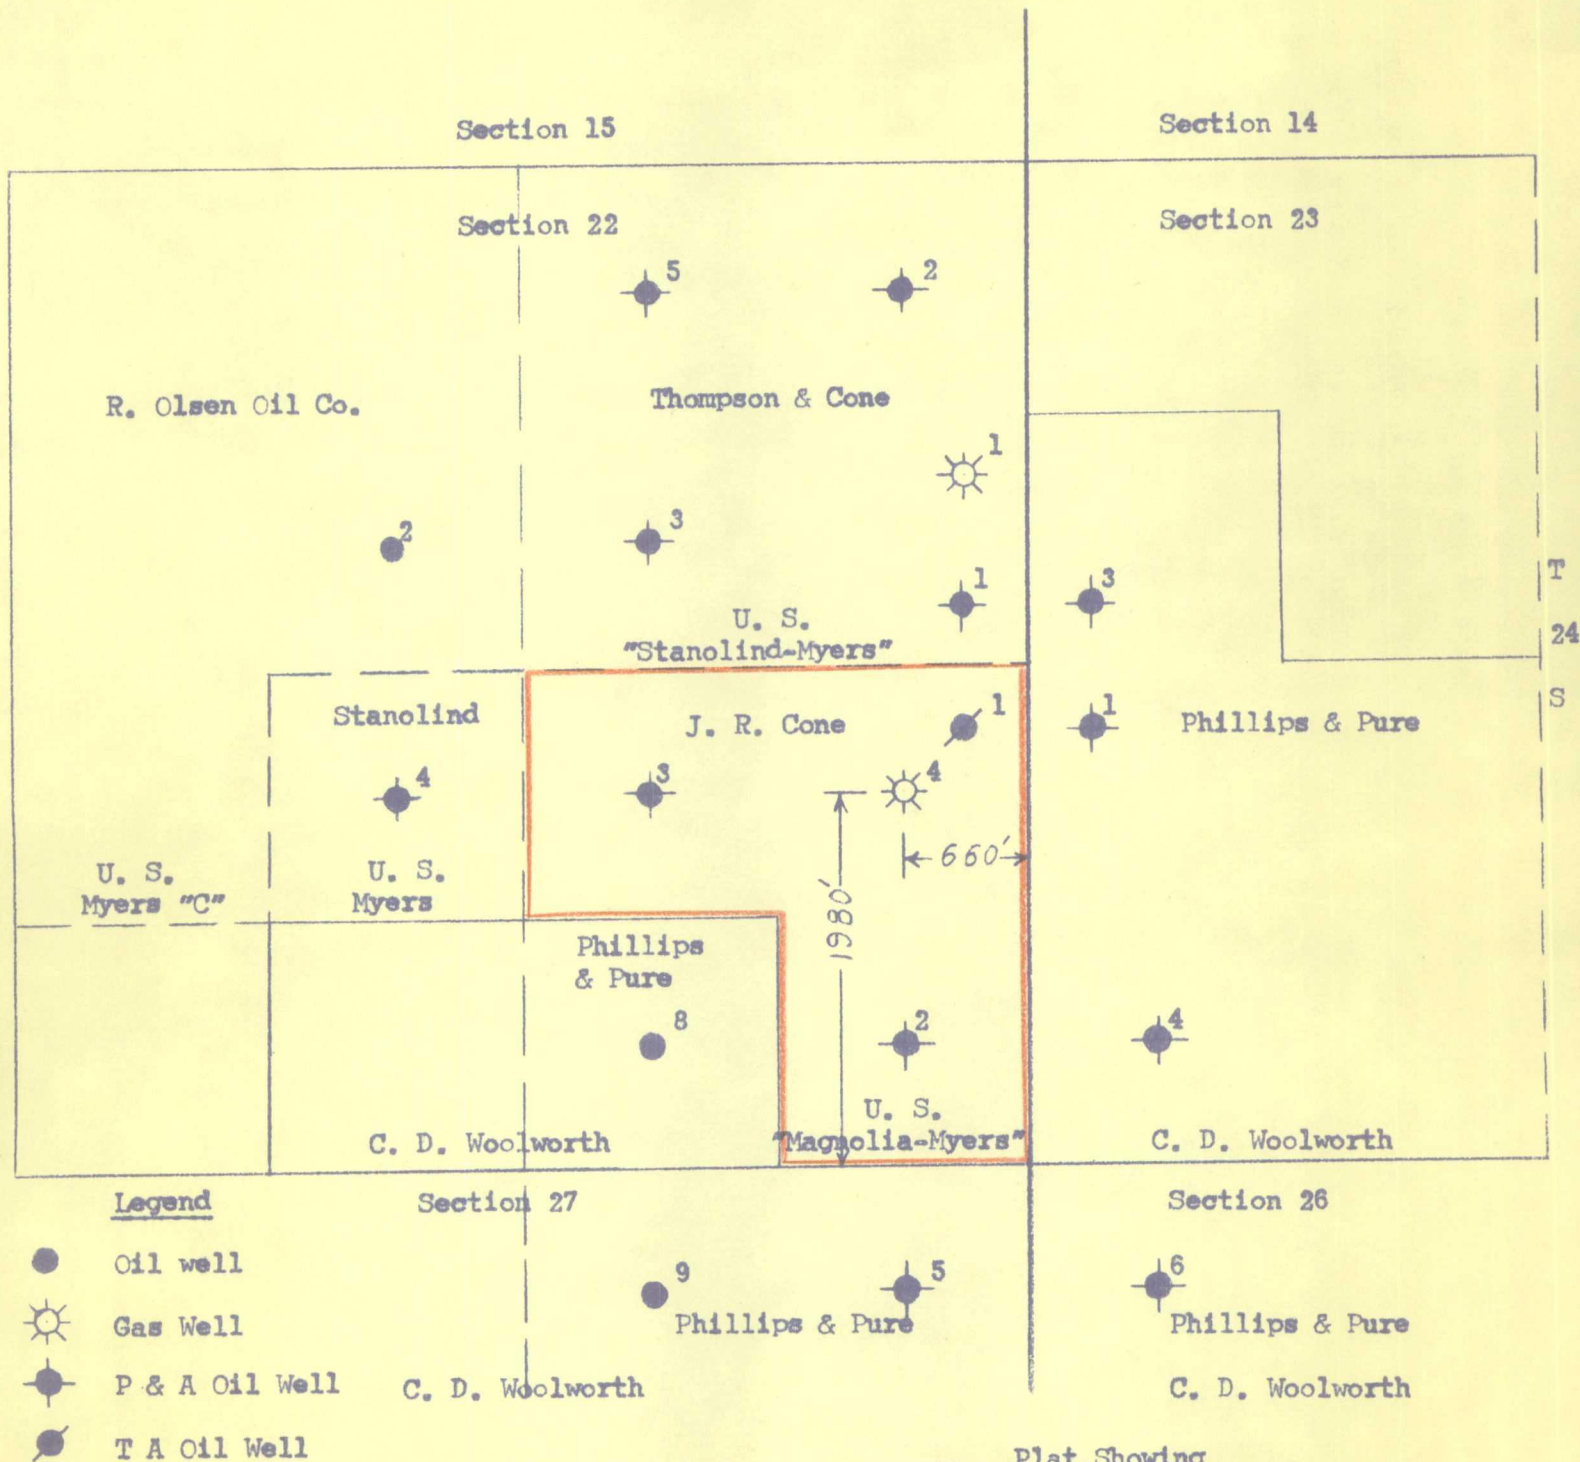 Section 15
Section 14
Section 22
Section 23
5
2
R. Olsen Oil Co.
Thompson & Cone
1
2
3
1
3
T
24
S
U. S.
"Stanolind-Myers"
Stanolind
J. R. Cone
1
1
Phillips & Pure
4
3
4
660'
1980'
U. S.
Myers "C"
U. S.
Myers
Phillips
& Pure
8
2
4
U. S.
"Magnolia-Myers"
C. D. Woolworth
C. D. Woolworth
Legend
Section 27
Section 26
Oil well
9
5
6
Gas Well
Phillips & Pure
Phillips & Pure
P & A Oil Well
C. D. Woolworth
C. D. Woolworth
T A Oil Well
Plat Showing